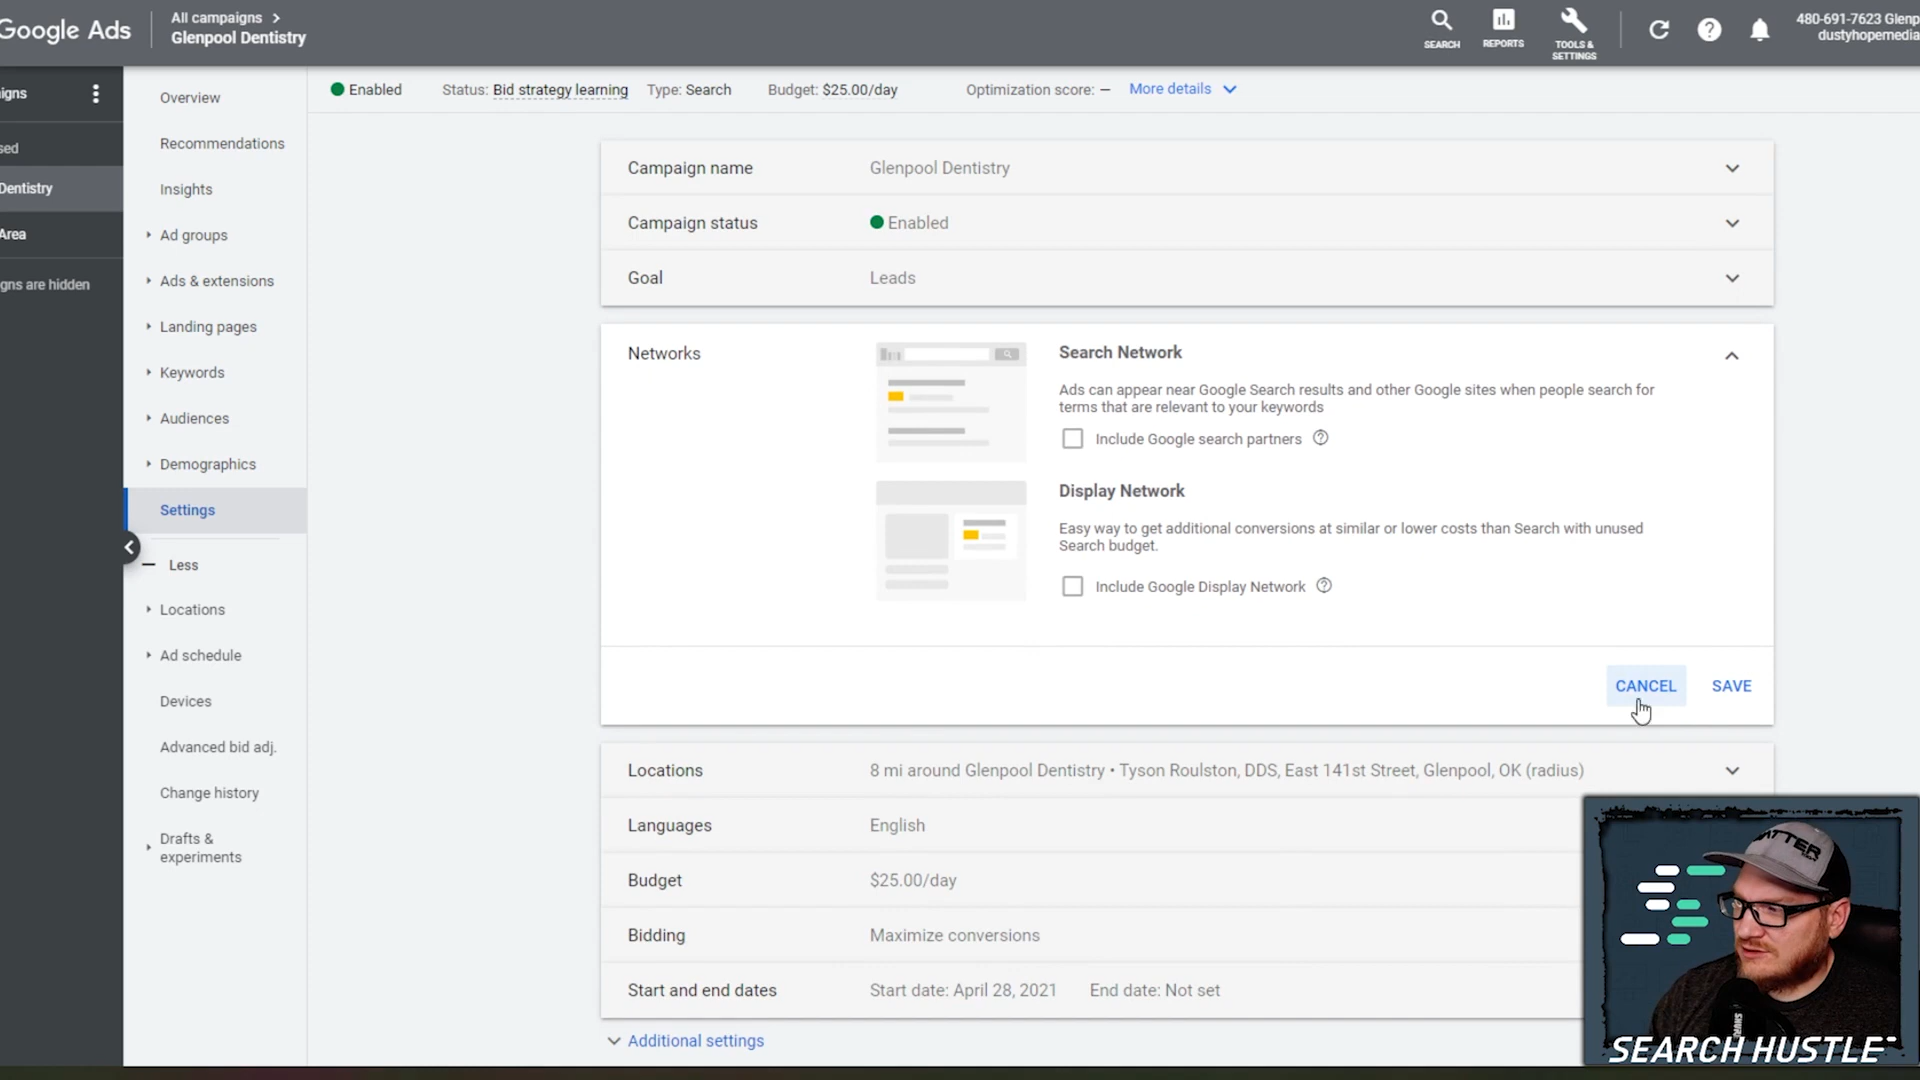 Google Ads
All campaigns
Glenpool Dentistry
SEARCH
REPORTS
TOOLS &
SETTINGS
480-691-7623 Glenp
dustyhopemedia
igns
sed
Dentistry
Area
gns are hidden
Overview
Recommendations
Insights
Ad groups
Ads & extensions
Landing pages
Keywords
Audiences
Demographics
Settings
Less
Locations
Ad schedule
Devices
Advanced bid adj.
Change history
Drafts &
experiments
Enabled Status: Bid strategy learning Type: Search Budget: $25.00/day Optimization score: – More details
Campaign name Glenpool Dentistry
Campaign status Enabled
Goal Leads
Networks
Search Network
Ads can appear near Google Search results and other Google sites when people search for
terms that are relevant to your keywords
Include Google search partners
Display Network
Easy way to get additional conversions at similar or lower costs than Search with unused
Search budget.
Include Google Display Network
CANCEL SAVE
Locations 8 mi around Glenpool Dentistry • Tyson Roulston, DDS, East 141st Street, Glenpool, OK (radius)
Languages English
Budget $25.00/day
Bidding Maximize conversions
Start and end dates Start date: April 28, 2021 End date: Not set
Additional settings
SEARCH HUSTLE